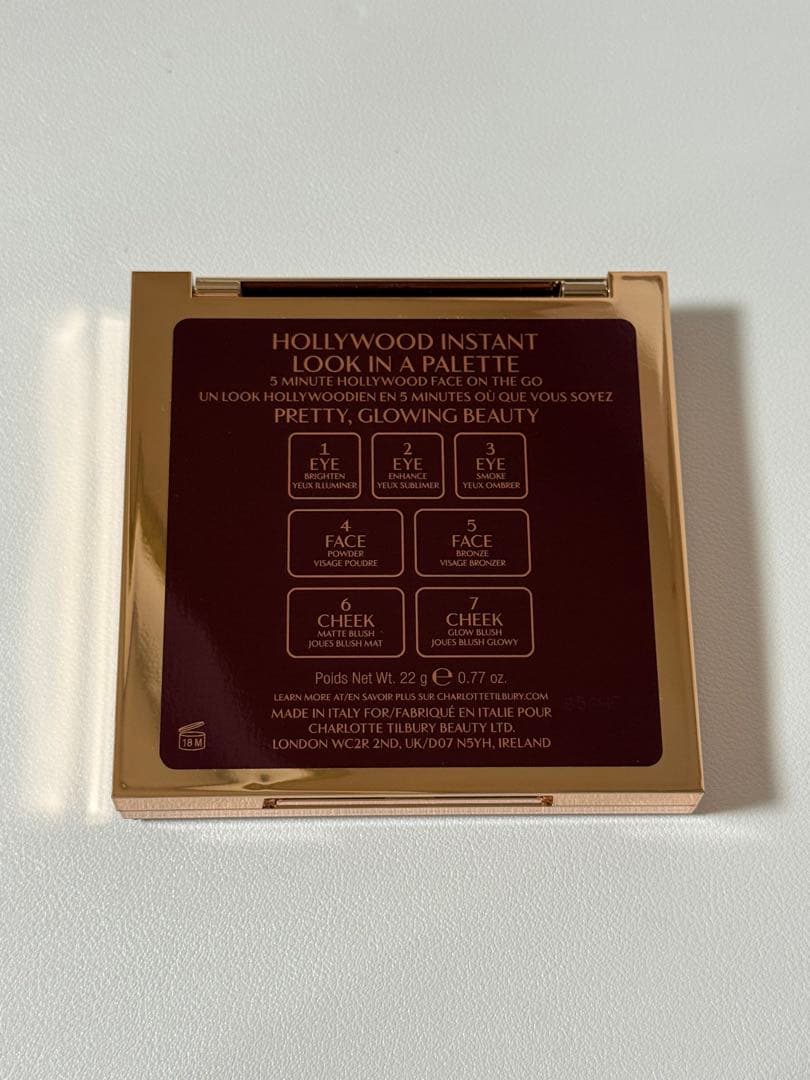 HOLLYWOOD INSTANT
LOOK IN A PALETTE
5 MINUTE HOLLYWOOD FACE ON THE GO
UN LOOK HOLLYWOODIEN EN 5 MINUTES OÙ QUE VOUS SOYEZ
PRETTY, GLOWING BEAUTY
1
EYE
BRIGHTEN
YEUX ILLUMINER
2
EYE
ENHANCE
YEUX SUBLIMER
3
EYE
SMOKE
YEUX OMBRER
4
FACE
POWDER
VISAGE POUDRE
5
FACE
BRONZE
VISAGE BRONZER
6
CHEEK
MATTE BLUSH
JOUES BLUSH MAT
7
CHEEK
GLOW BLUSH
JOUES BLUSH GLOWY
Poids Net Wt. 22 g ℮ 0.77 oz.
LEARN MORE AT/EN SAVOIR PLUS SUR CHARLOTTETILBURY.COM
MADE IN ITALY FOR/FABRIQUÉ EN ITALIE POUR
CHARLOTTE TILBURY BEAUTY LTD.
LONDON WC2R 2ND, UK/D07 N5YH, IRELAND
18 M